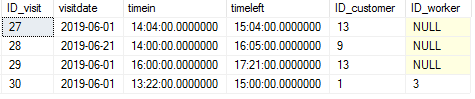 ID_visit visitdate timein timeleft ID_customer ID_worker
27 2019-06-01 14:04:00.0000000 15:04:00.0000000 13 NULL
28 2019-06-21 14:00:00.0000000 16:05:00.0000000 9 NULL
29 2019-06-01 16:00:00.0000000 17:21:00.0000000 13 NULL
30 2019-06-01 13:22:00.0000000 15:00:00.0000000 1 3